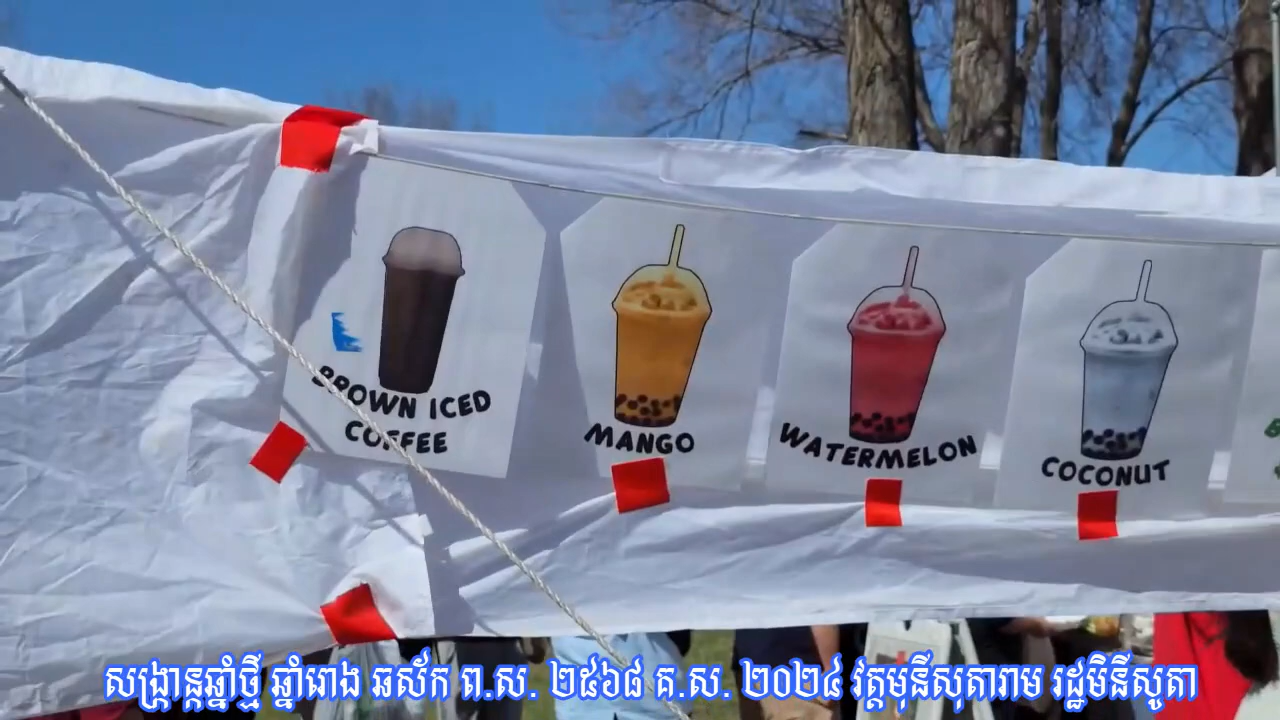 BROWN ICED
COFFEE
MANGO
WATERMELON
COCONUT
សង្ក្រាន្តឆ្នាំថ្មី ឆ្នាំរោង ឆស័ក ព.ស. ២៥៦៨ គ.ស. ២០២៤ វត្តមុនីសុតារាម រដ្ឋមិនីសូតា